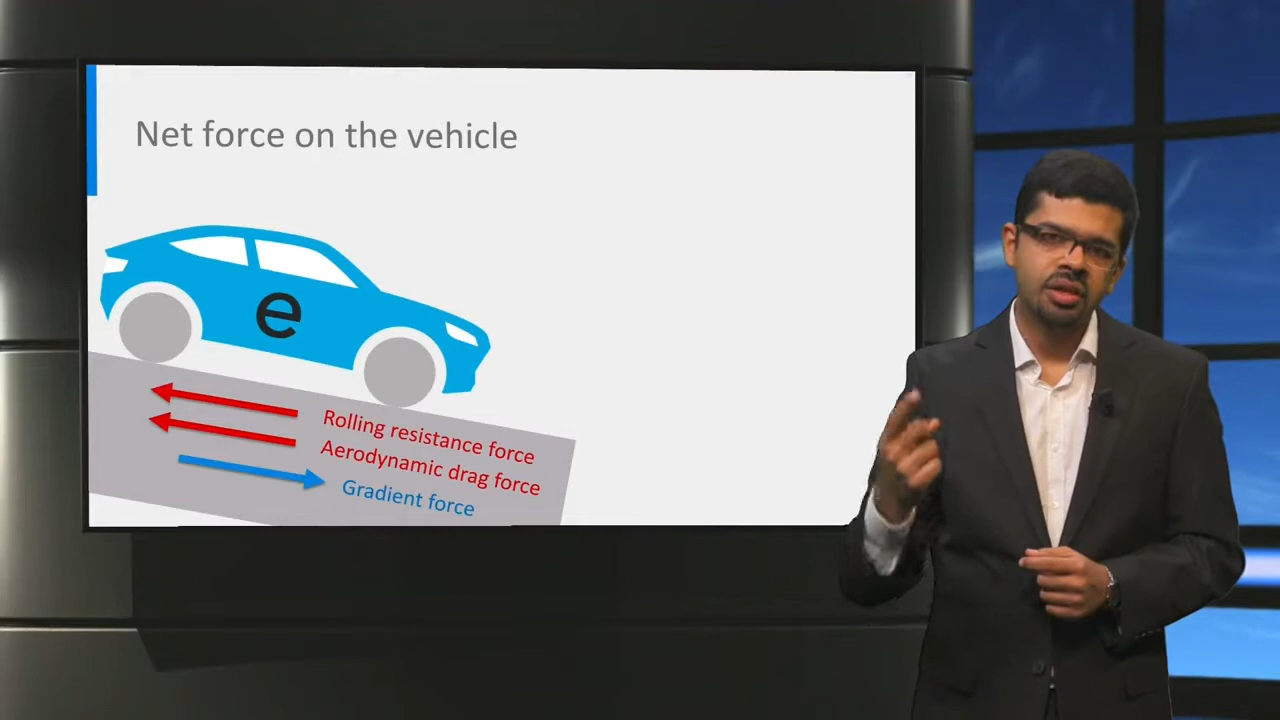 Net force on the vehicle
e
Rolling resistance force
Aerodynamic drag force
Gradient force